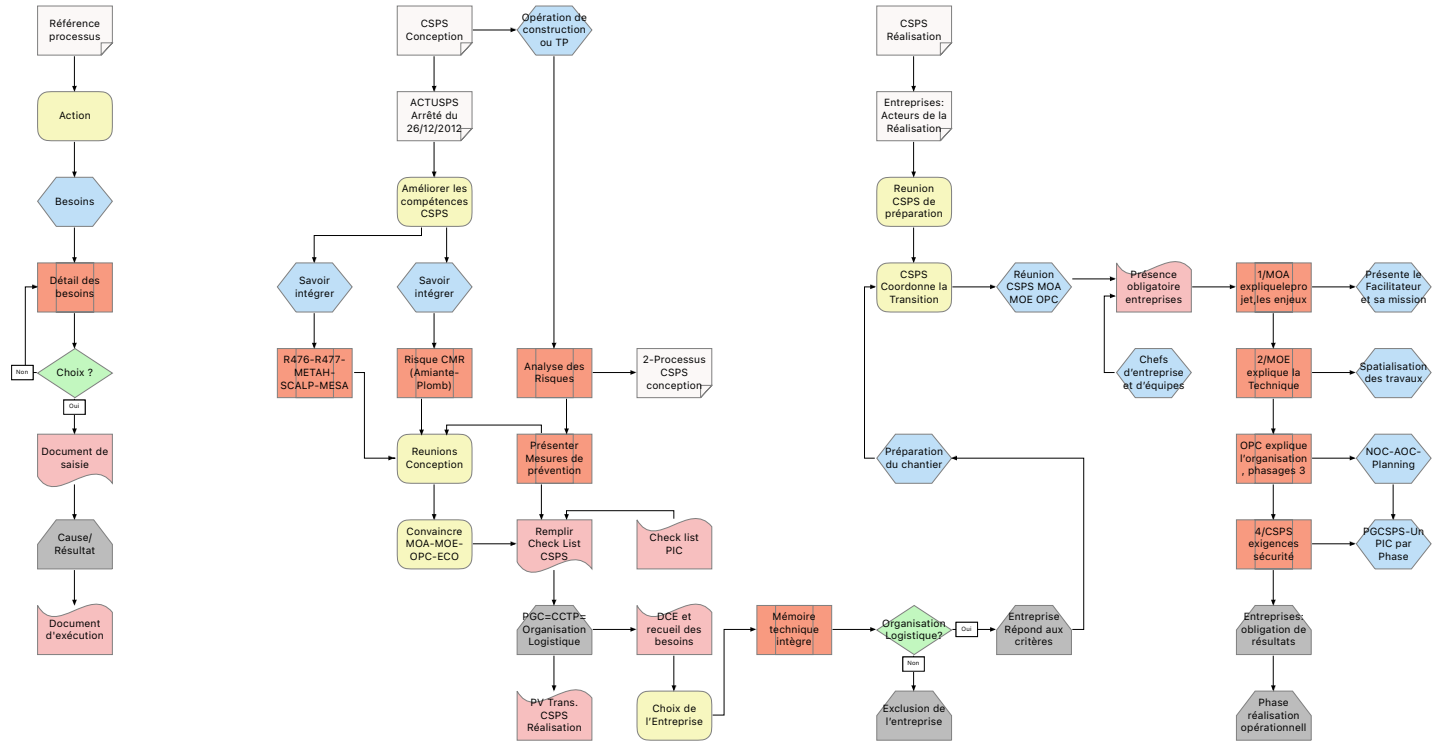 Référence
processus
Action
Besoins
Détail des
besoins
Non
Choix ?
Oui
Document de
saisie
Cause/
Résultat
Document
d'exécution
CSPS
Conception
Opération de
construction
ou TP
ACTUSPS
Arrêté du
26/12/2012
Améliorer les
compétences
CSPS
Savoir
intégrer
Savoir
intégrer
R476-R477-
METAH-
SCALP-MESA
Risque CMR
(Amiante-
Plomb)
Analyse des
Risques
2-Processus
CSPS
conception
Reunions
Conception
Présenter
Mesures de
prévention
Convaincre
MOA-MOE-
OPC-ECO
Remplir
Check List
CSPS
Check list
PIC
PGC=CCTP=
Organisation
Logistique
DCE et
recueil des
besoins
PV Trans.
CSPS
Réalisation
Choix de
l'Entreprise
Mémoire
technique
intègre
Organisation
Logistique?
Oui
Non
Entreprise
Répond aux
critères
Exclusion de
l'entreprise
CSPS
Réalisation
Entreprises:
Acteurs de la
Réalisation
Reunion
CSPS de
préparation
CSPS
Coordonne la
Transition
Réunion
CSPS MOA
MOE OPC
Présence
obligatoire
entreprises
Chefs
d'entreprise
et d'équipes
Préparation
du chantier
1/MOA
expliquelepro
jet,les enjeux
Présente le
Facilitateur
et sa mission
2/MOE
explique la
Technique
Spatialisation
des travaux
OPC explique
l'organisation
, phasages 3
NOC-AOC-
Planning
4/CSPS
exigences
sécurité
PGCSPS-Un
PIC par
Phase
Entreprises:
obligation de
résultats
Phase
réalisation
opérationnell